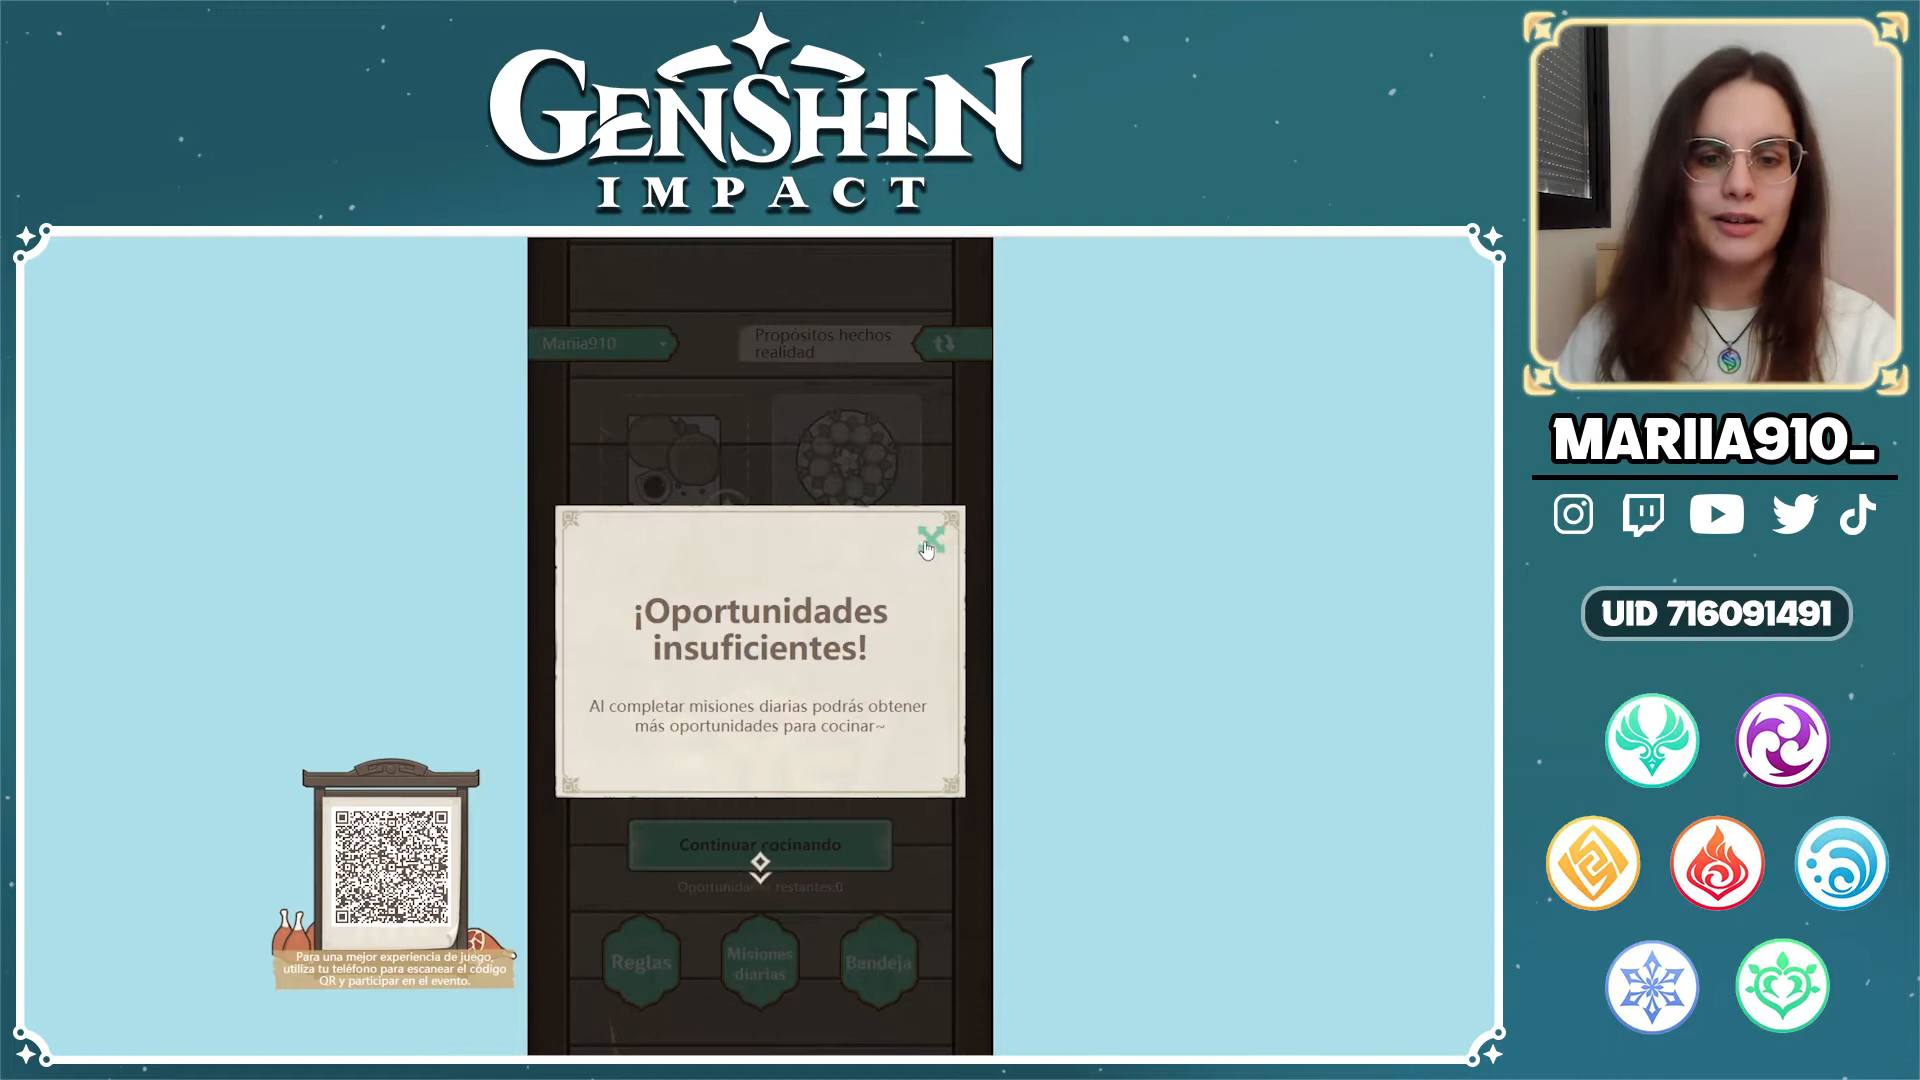 GENSHIN
IMPACT
Mariia910
Propósitos hechos
realidad
¡Oportunidades
insuficientes!
Al completar misiones diarias podrás obtener
más oportunidades para cocinar~
Continuar cocinando
restantes:0
Reglas
Misiones
diarias
Bandeja
Para una mejor experiencia de juego,
utiliza tu teléfono para escanear el código
QR y participar en el evento.
MARIIA910_
UID 716091491